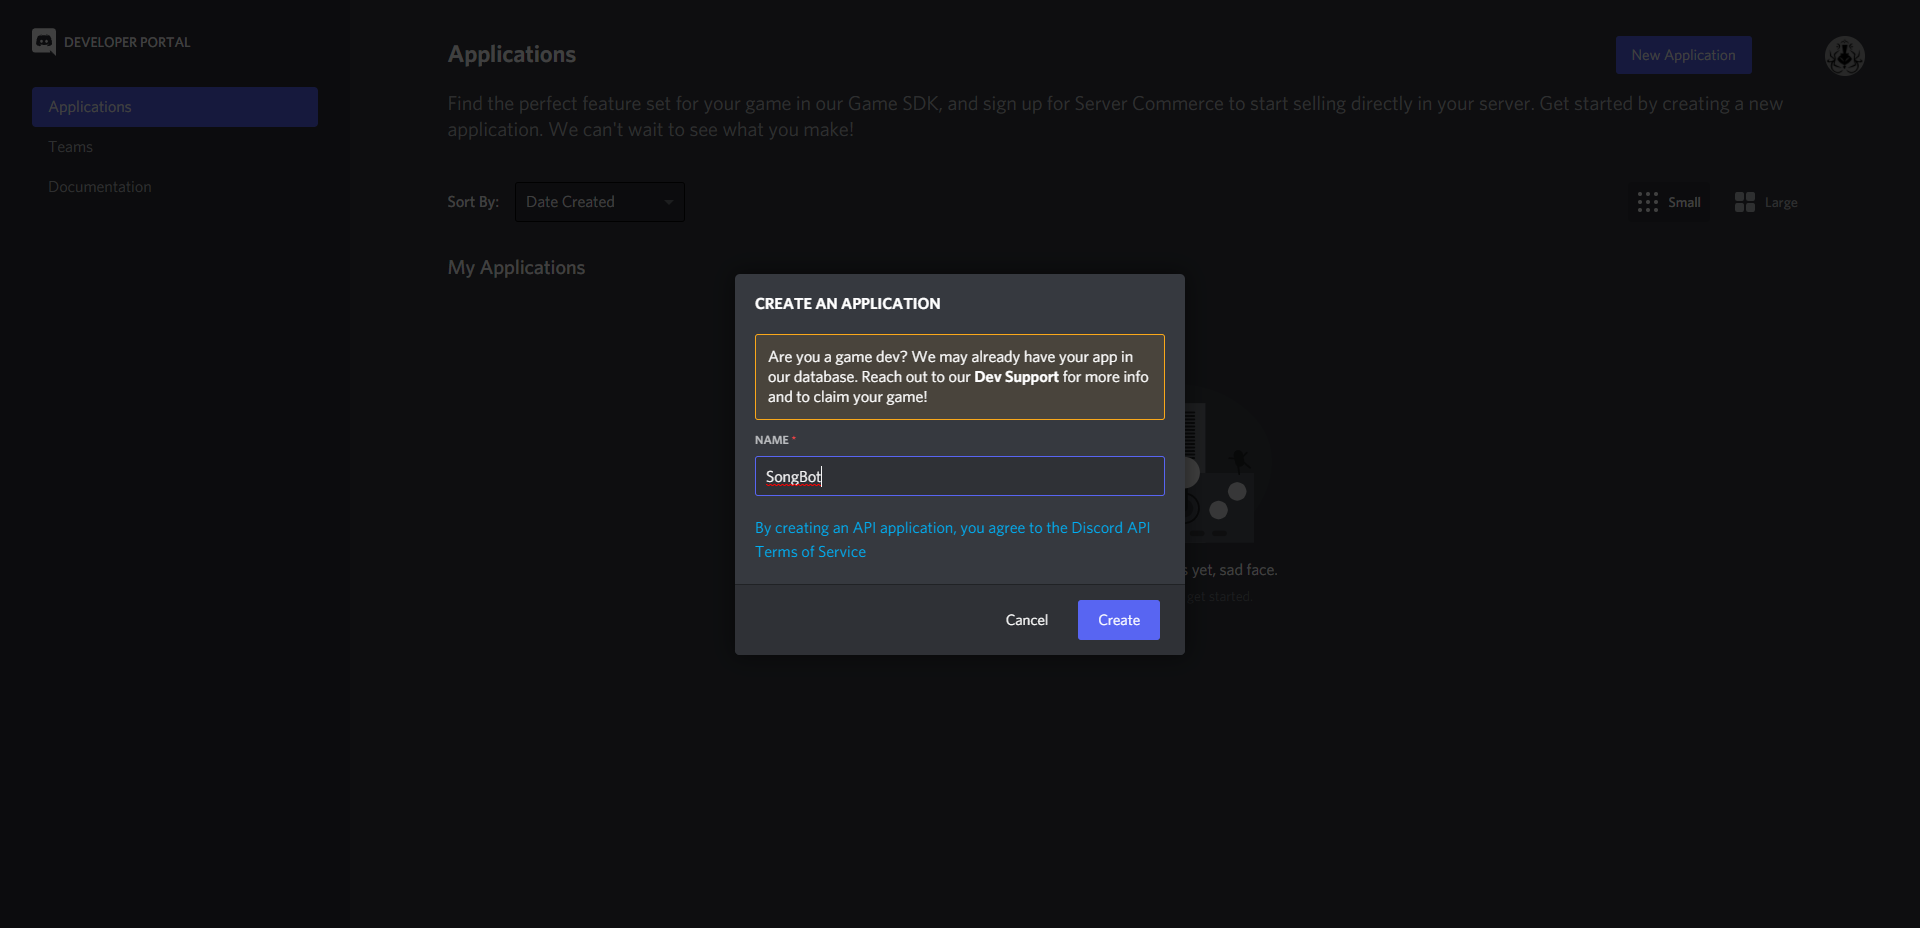 DEVELOPER PORTAL
Applications
Teams
Documentation
Applications
New Application
Find the perfect feature set for your game in our Game SDK, and sign up for Server Commerce to start selling directly in your server. Get started by creating a new
application. We can't wait to see what you make!
Sort By:
Date Created
Small
Large
My Applications
CREATE AN APPLICATION
Are you a game dev? We may already have your app in
our database. Reach out to our Dev Support for more info
and to claim your game!
NAME *
SongBot
By creating an API application, you agree to the Discord API
Terms of Service
yet, sad face.
get started.
Cancel
Create